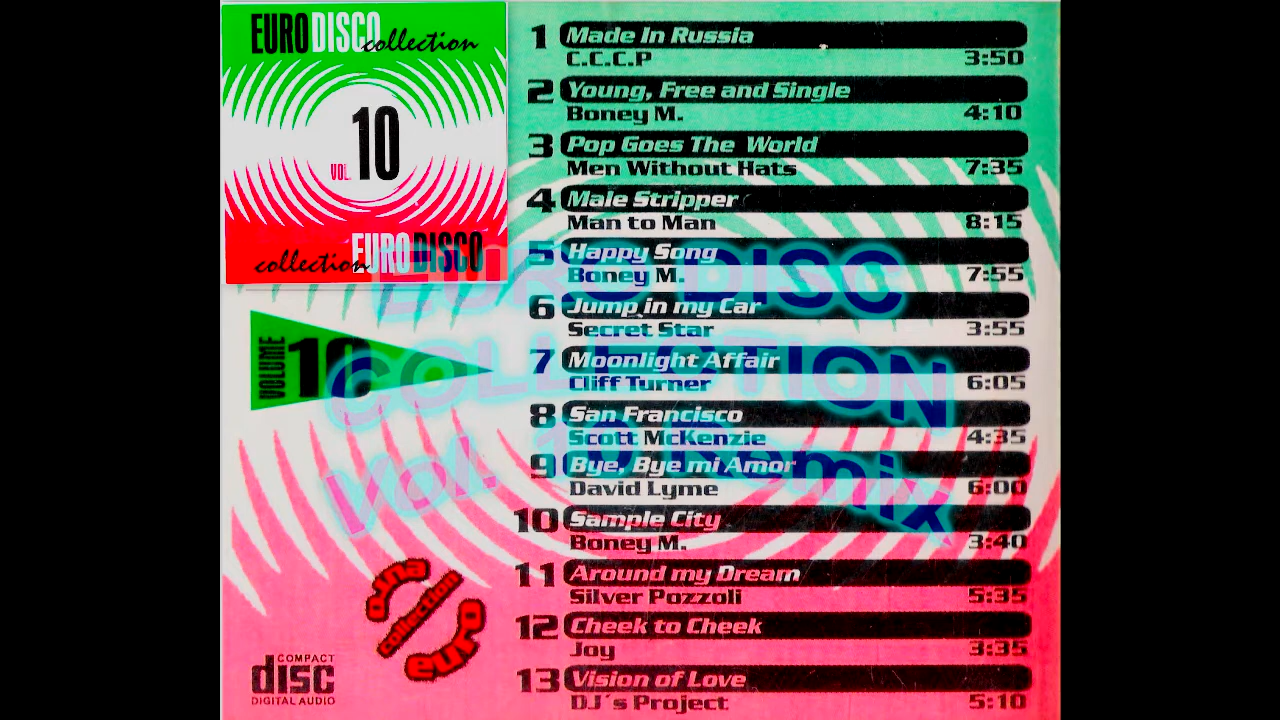 EURO DISCO
collection
VOL. 10
collection
EURO DISCO
VOLUME 10
1 Made In Russia
C.C.C.P 3:50
2 Young, Free and Single
Boney M. 4:10
3 Pop Goes The World
Men Without Hats 7:35
4 Male Stripper
Man to Man 8:15
5 Happy Song
Boney M. 7:55
6 Jump in my Car
Secret Star 3:55
7 Moonlight Affair
Cliff Turner 6:05
8 San Francisco
Scott McKenzie 4:35
9 Bye, Bye mi Amor
David Lyme 6:00
10 Sample City
Boney M. 3:40
11 Around my Dream
Silver Pozzoli 5:35
12 Cheek to Cheek
Joy 3:35
13 Vision of Love
DJ´s Project 5:10
EURO DISC
COLLECTION
Vol. 10 Remix
collection
euro
COMPACT
disc
DIGITAL AUDIO